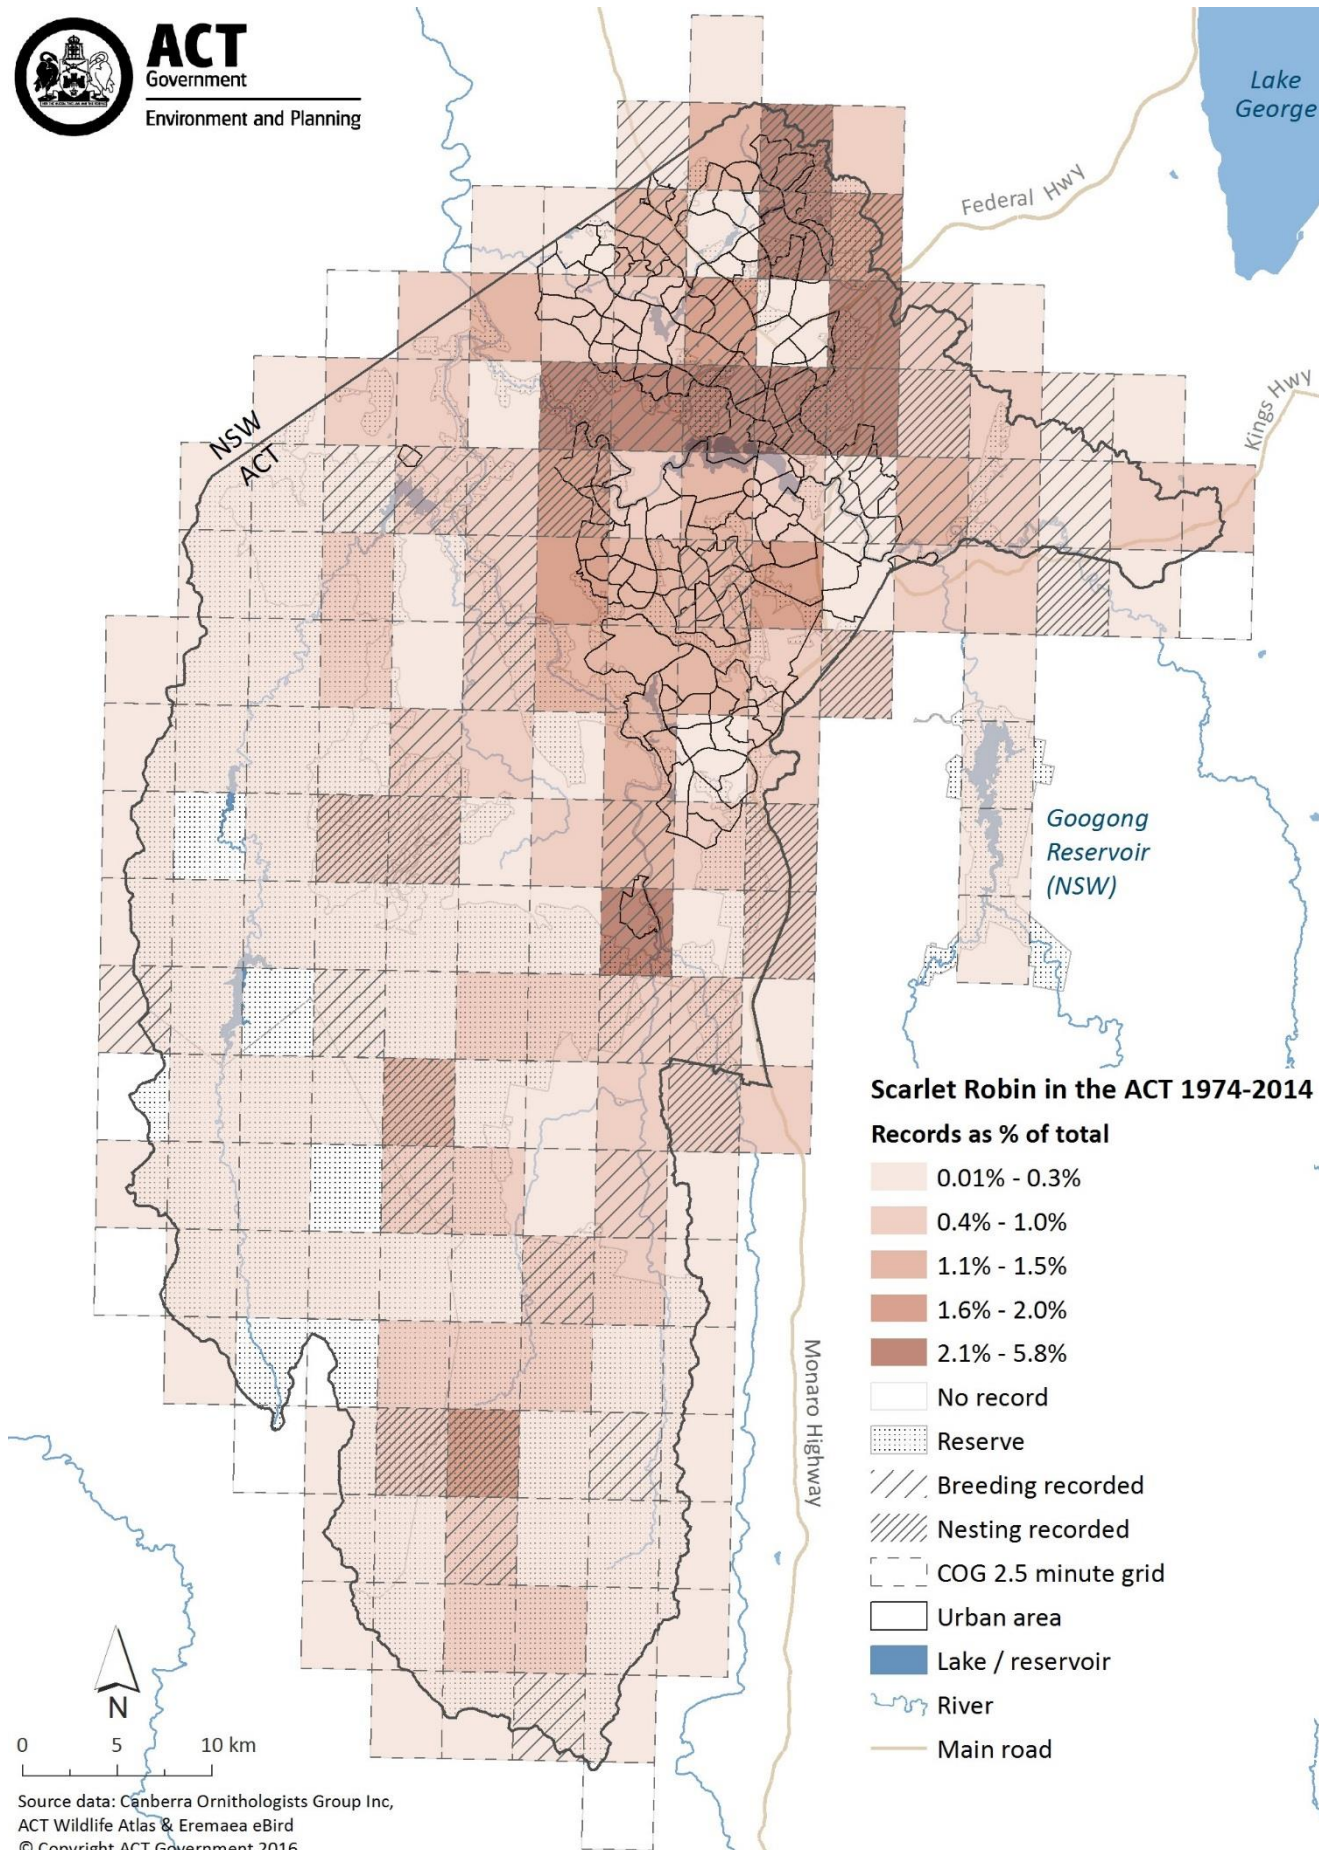 ACT
Government
Environment and Planning
Lake
George
Federal Hwy
Kings Hwy
NSW
ACT
Googong
Reservoir
(NSW)
Monaro Highway
Scarlet Robin in the ACT 1974-2014
Records as % of total
0.01% - 0.3%
0.4% - 1.0%
1.1% - 1.5%
1.6% - 2.0%
2.1% - 5.8%
No record
Reserve
Breeding recorded
Nesting recorded
COG 2.5 minute grid
Urban area
Lake / reservoir
River
Main road
N
0 5 10 km
Source data: Canberra Ornithologists Group Inc,
ACT Wildlife Atlas & Eremaea eBird
© Copyright ACT Government 2016